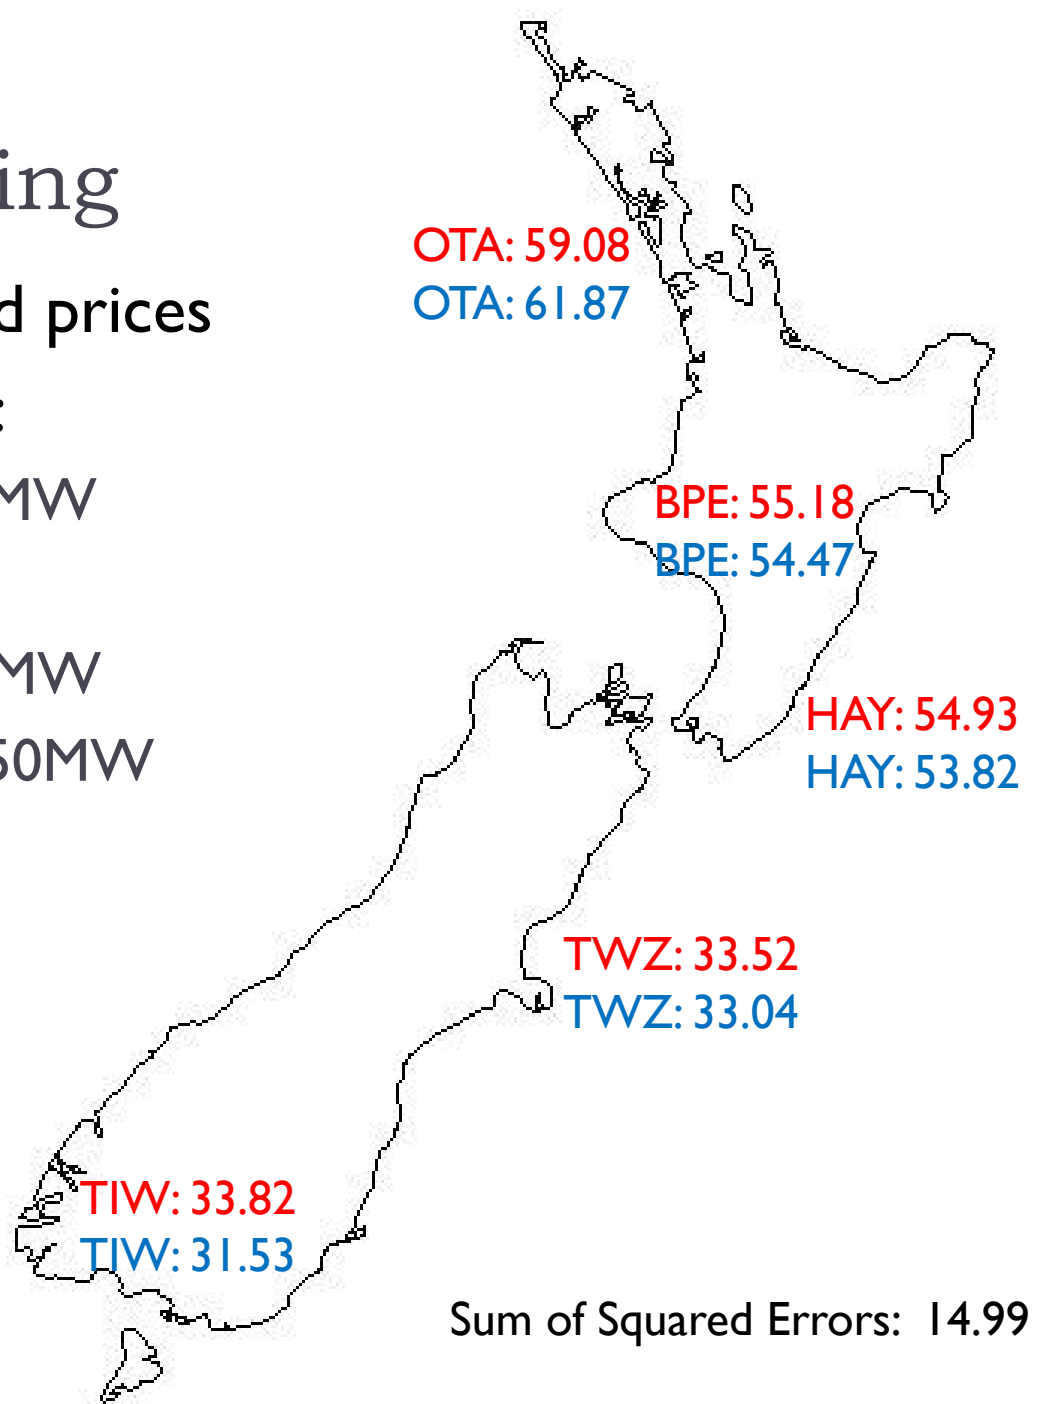 ing
d prices
:
MW
MW
50MW
OTA: 59.08
OTA: 61.87
BPE: 55.18
BPE: 54.47
HAY: 54.93
HAY: 53.82
TWZ: 33.52
TWZ: 33.04
TIW: 33.82
TIW: 31.53
Sum of Squared Errors: 14.99